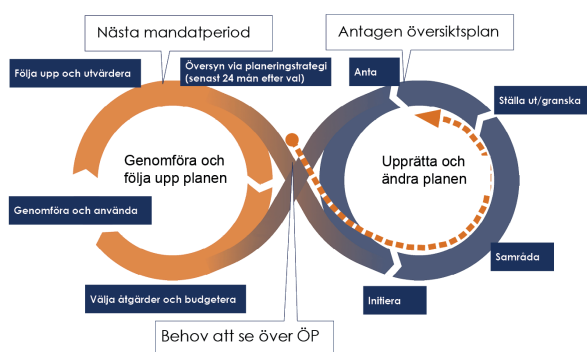 Nästa mandatperiod
Antagen översiktsplan
Följa upp och utvärdera
Översyn via planeringstrategi
(senast 24 mån efter val)
Anta
Ställa ut/granska
Genomföra och
följa upp planen
Upprätta och
ändra planen
Genomföra och använda
Samråda
Välja åtgärder och budgetera
Initiera
Behov att se över ÖP